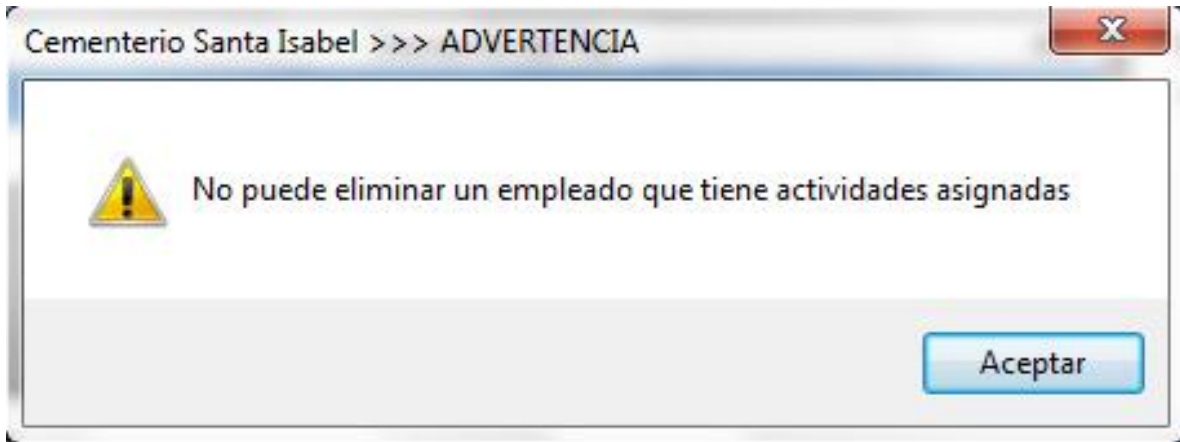 Cementerio Santa Isabel >>> ADVERTENCIA
No puede eliminar un empleado que tiene actividades asignadas
Aceptar